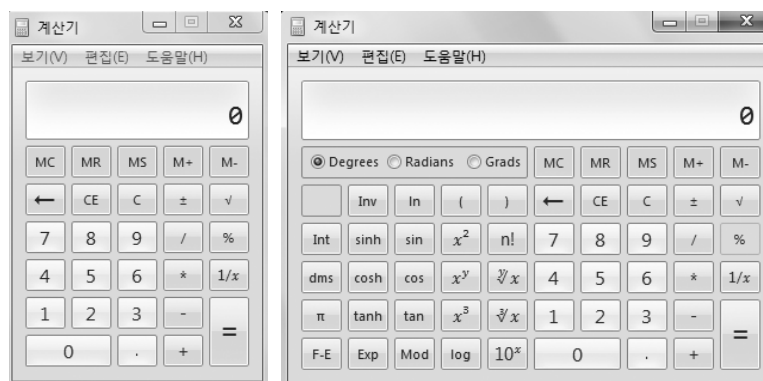 계산기
보기(V) 편집(E) 도움말(H)
0
MC MR MS M+ M-
← CE C ± √
7 8 9 / %
4 5 6 * 1/x
1 2 3 - =
0 . +
계산기
보기(V) 편집(E) 도움말(H)
0
Degrees Radians Grads MC MR MS M+ M-
Inv ln ( ) ← CE C ± √
Int sinh sin x² n! 7 8 9 / %
dms cosh cos xʸ ʸ√x 4 5 6 * 1/x
π tanh tan x³ ³√x 1 2 3 - =
F-E Exp Mod log 10ˣ 0 . +